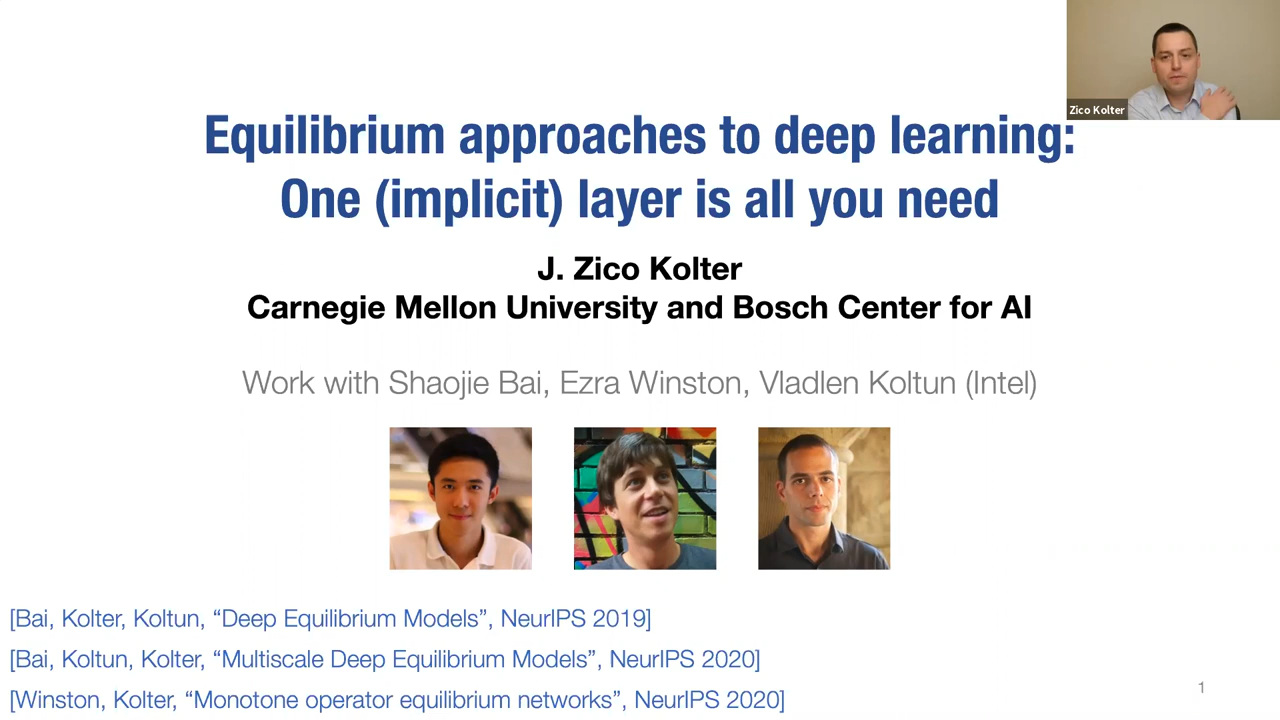 Zico Kolter
Equilibrium approaches to deep learning:
One (implicit) layer is all you need
J. Zico Kolter
Carnegie Mellon University and Bosch Center for AI
Work with Shaojie Bai, Ezra Winston, Vladlen Koltun (Intel)
[Bai, Kolter, Koltun, “Deep Equilibrium Models”, NeurIPS 2019]
[Bai, Koltun, Kolter, “Multiscale Deep Equilibrium Models”, NeurIPS 2020]
[Winston, Kolter, “Monotone operator equilibrium networks”, NeurIPS 2020]
1